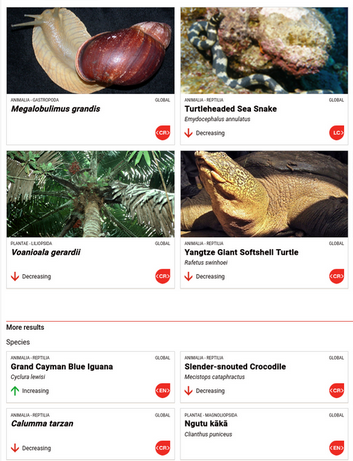 ANIMALIA - GASTROPODA GLOBAL
Megalobulimus grandis
<CR>
ANIMALIA - REPTILIA GLOBAL
Turtleheaded Sea Snake
Emydocephalus annulatus
Decreasing
LC>
PLANTAE - LILIOPSIDA GLOBAL
Voanioala gerardii
Decreasing
<CR>
ANIMALIA - REPTILIA GLOBAL
Yangtze Giant Softshell Turtle
Rafetus swinhoei
Decreasing
<CR>
More results
Species
ANIMALIA - REPTILIA GLOBAL
Grand Cayman Blue Iguana
Cyclura lewisi
Increasing
<EN>
ANIMALIA - REPTILIA GLOBAL
Slender-snouted Crocodile
Mecistops cataphractus
Decreasing
<CR>
ANIMALIA - REPTILIA GLOBAL
Calumma tarzan
Decreasing
<CR>
PLANTAE - MAGNOLIOPSIDA GLOBAL
Ngutu kākā
Clianthus puniceus
<EN>